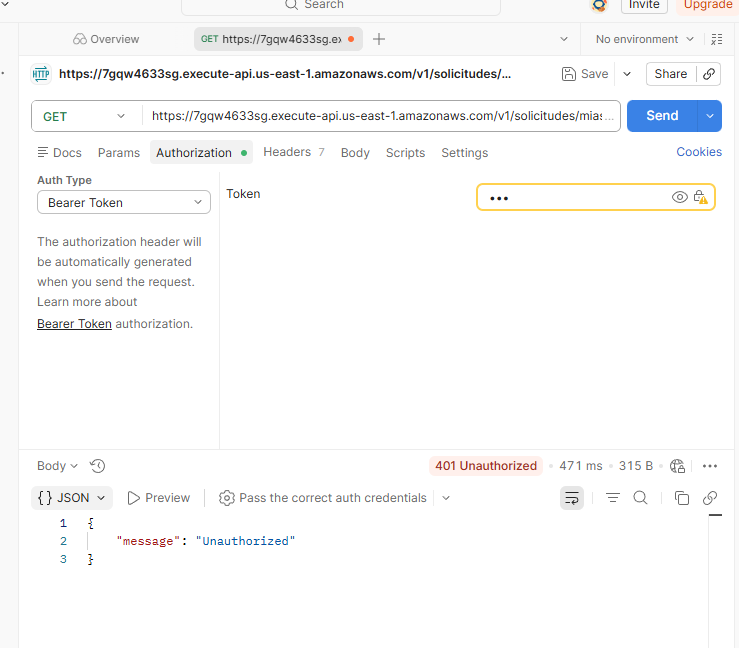 Search
Invite
Upgrade
Overview
GET https://7gqw4633sg.ex
No environment
HTTP https://7gqw4633sg.execute-api.us-east-1.amazonaws.com/v1/solicitudes/...
Save
Share
GET
https://7gqw4633sg.execute-api.us-east-1.amazonaws.com/v1/solicitudes/mias...
Send
Docs
Params
Authorization
Headers 7
Body
Scripts
Settings
Cookies
Auth Type
Bearer Token
The authorization header will
be automatically generated
when you send the request.
Learn more about
Bearer Token authorization.
Token
•••
Body
401 Unauthorized
471 ms
315 B
{} JSON
Preview
Pass the correct auth credentials
1 {
2 "message": "Unauthorized"
3 }